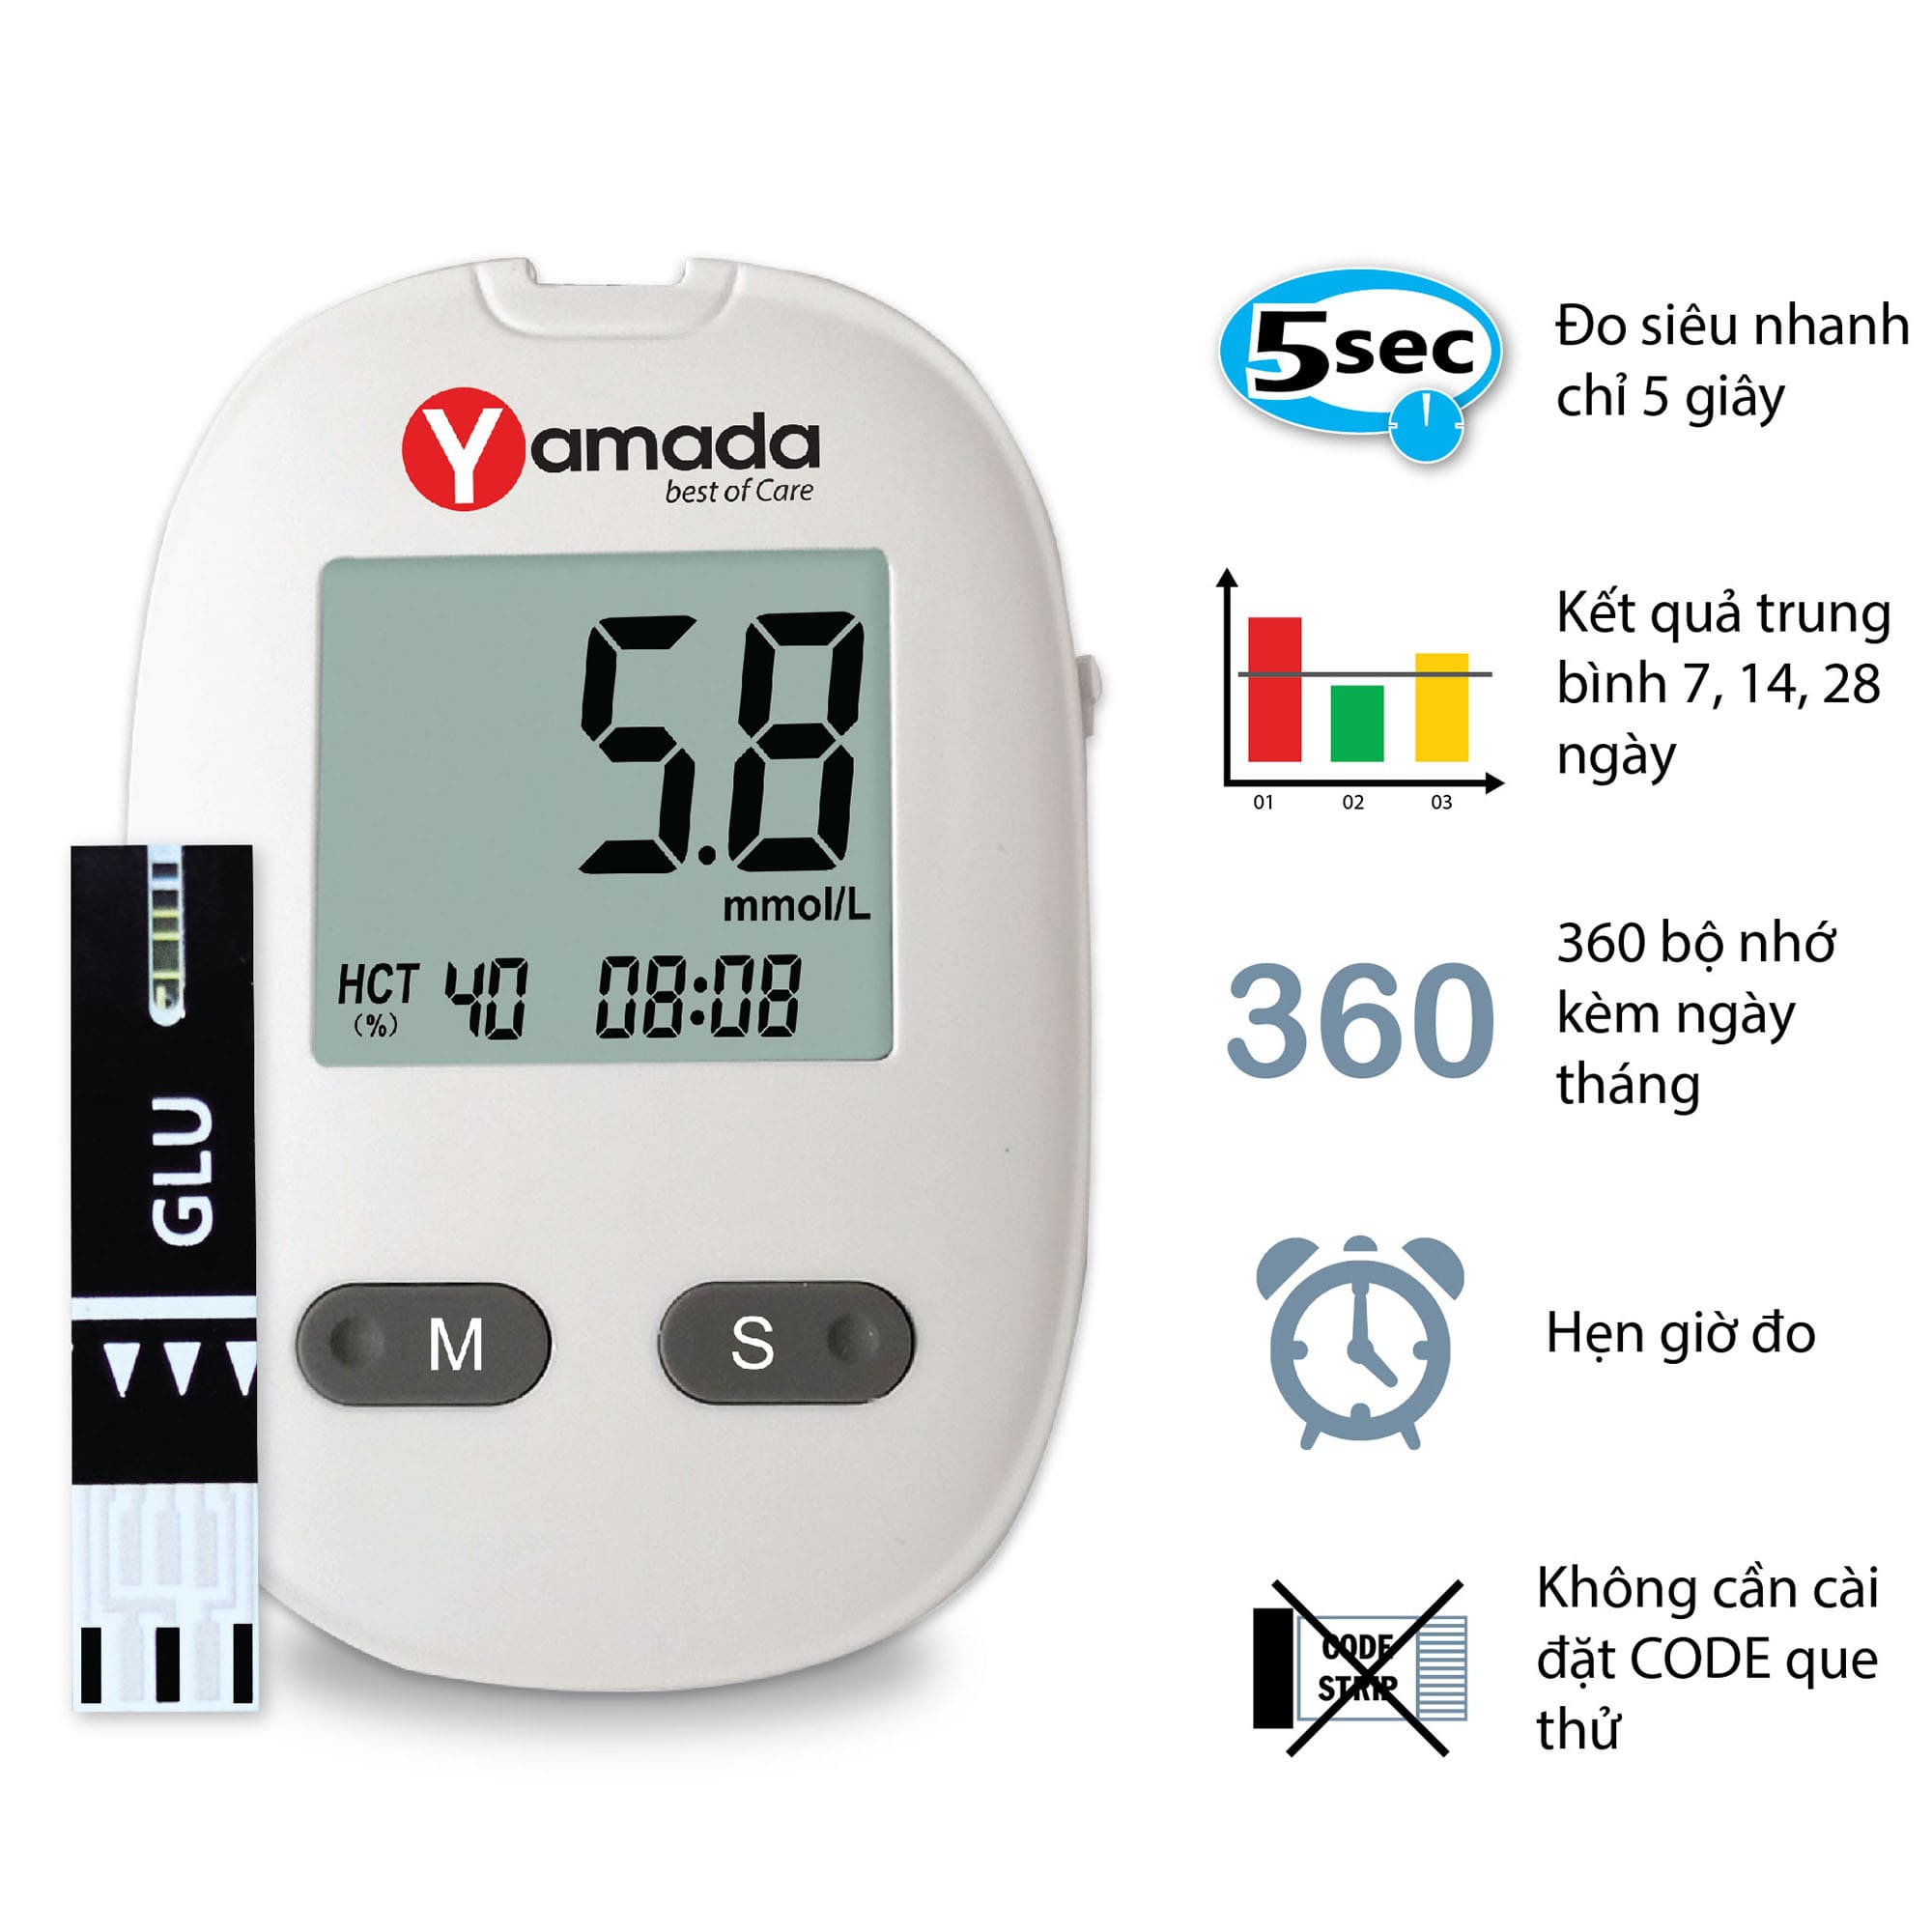 Yamada
best of Care
5.8
mmol/L
HCT 40 08:08
(%)
GLU
M
S
5sec
Đo siêu nhanh
chỉ 5 giây
01 02 03
Kết quả trung
bình 7, 14, 28
ngày
360
360 bộ nhớ
kèm ngày
tháng
Hẹn giờ đo
CODE
STRIP
Không cần cài
đặt CODE que
thử